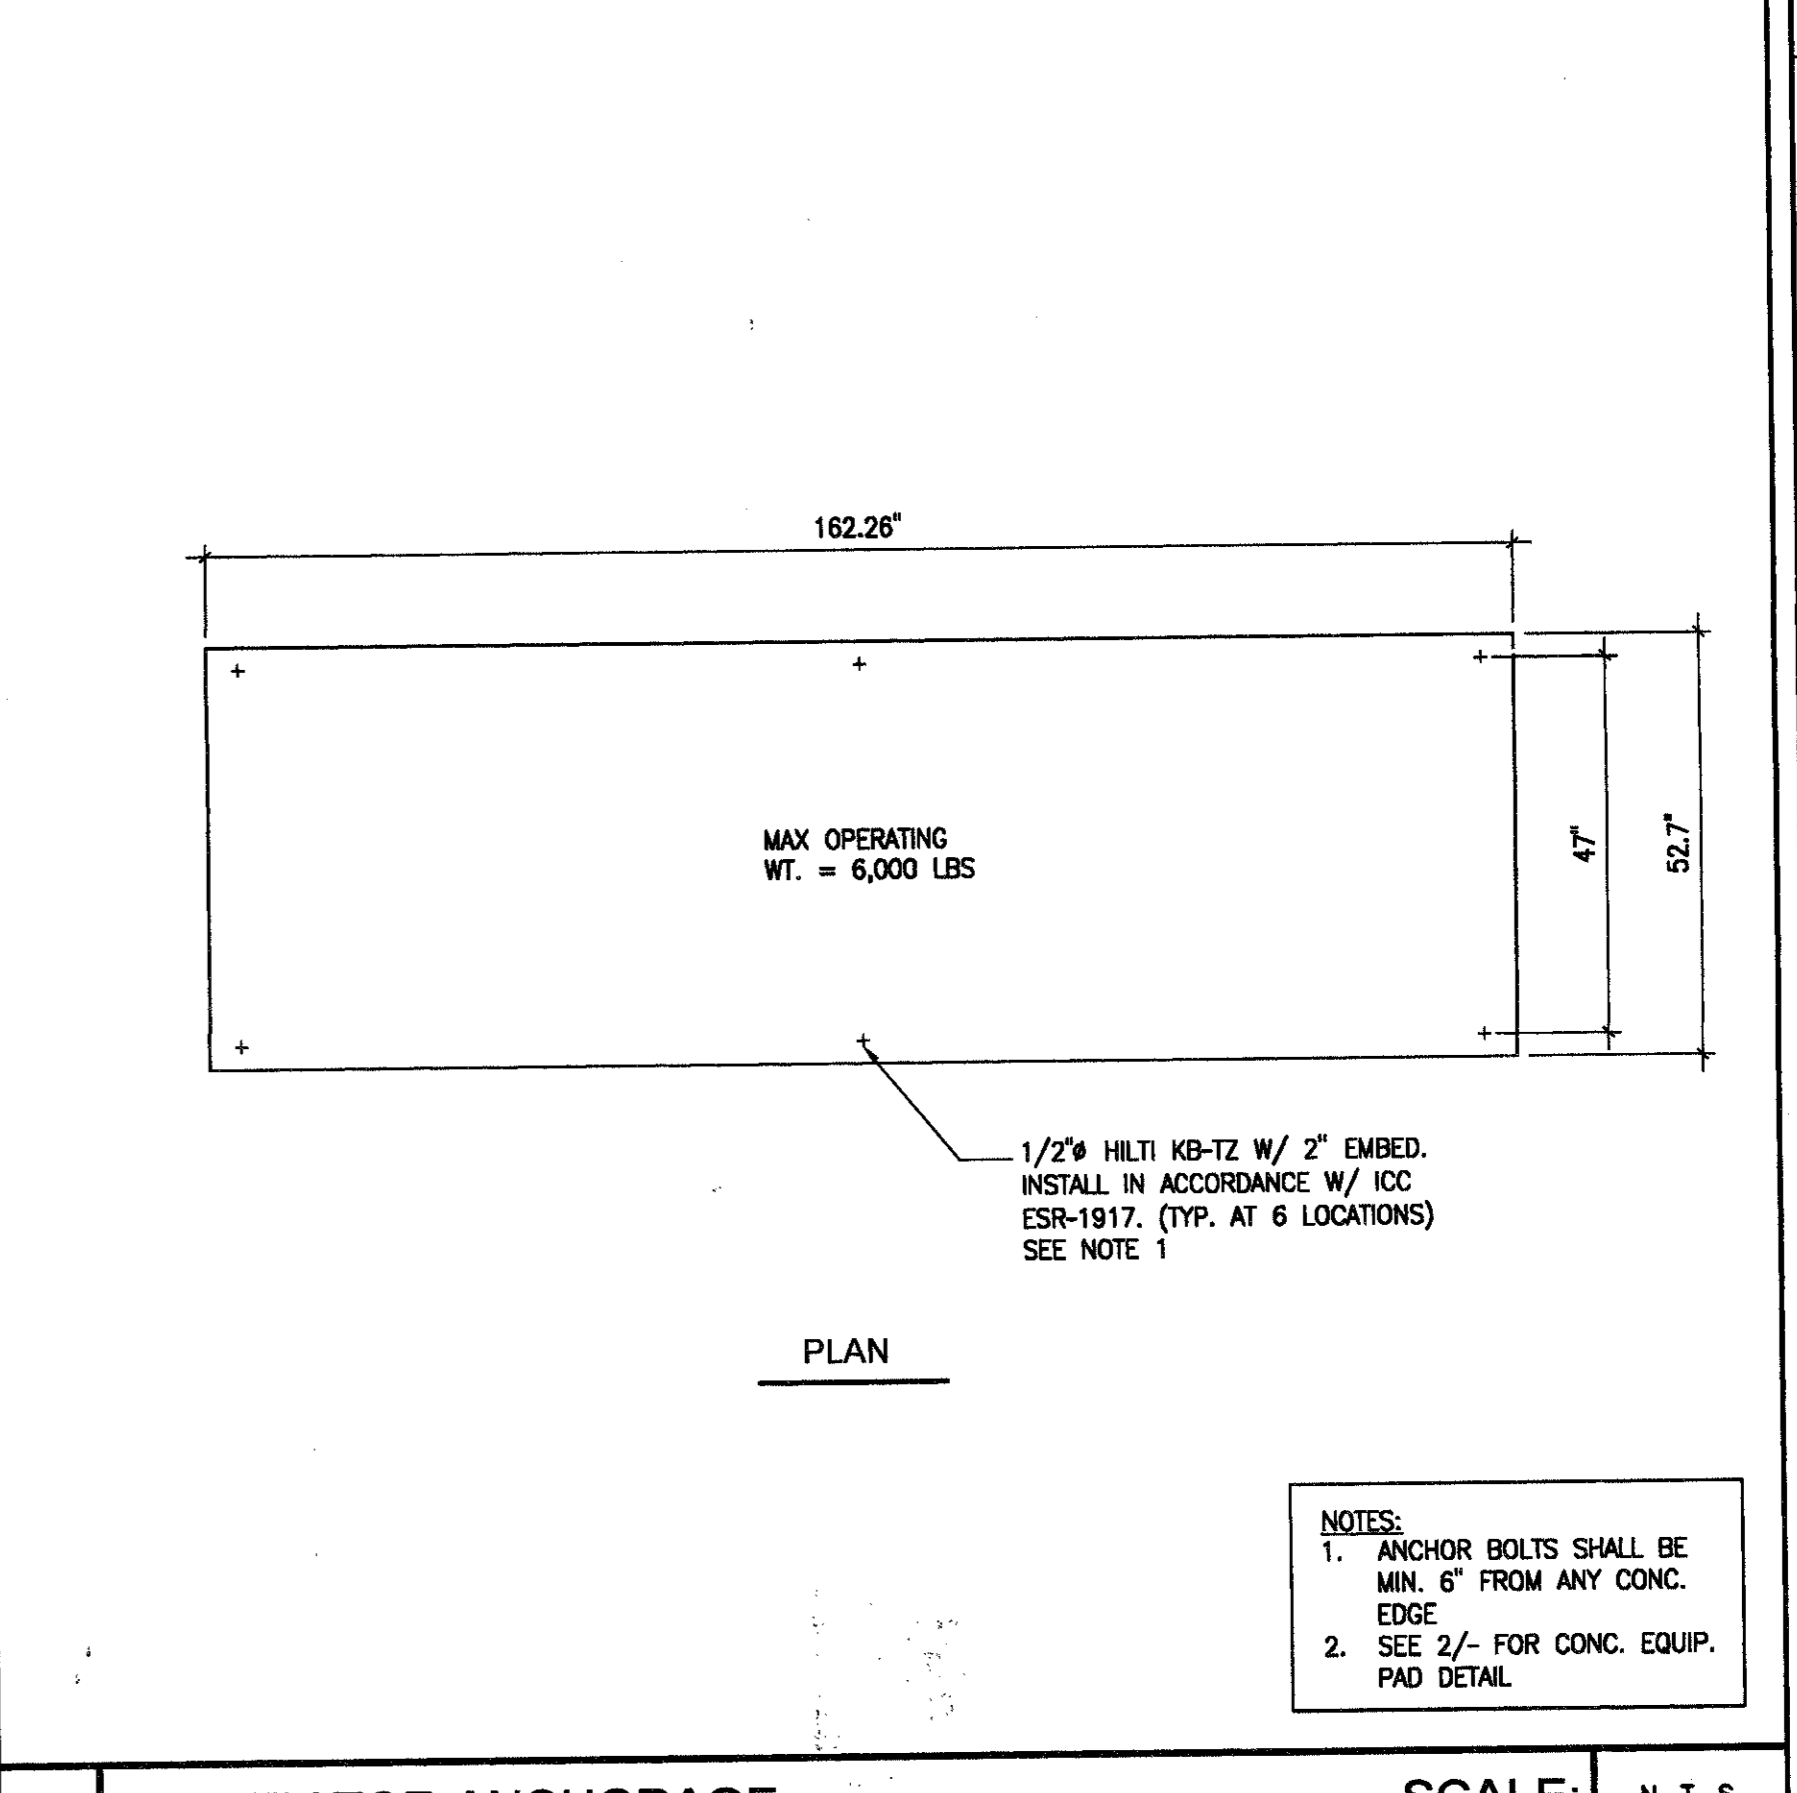 162.26"
MAX OPERATING
WT. = 6,000 LBS
47"
52.7"
1/2"ø HILTI KB-TZ W/ 2" EMBED.
INSTALL IN ACCORDANCE W/ ICC
ESR-1917. (TYP. AT 6 LOCATIONS)
SEE NOTE 1
PLAN
NOTES:
1. ANCHOR BOLTS SHALL BE
MIN. 6" FROM ANY CONC.
EDGE
2. SEE 2/- FOR CONC. EQUIP.
PAD DETAIL
ANCHORAGE
SCALE:
N.T.S.